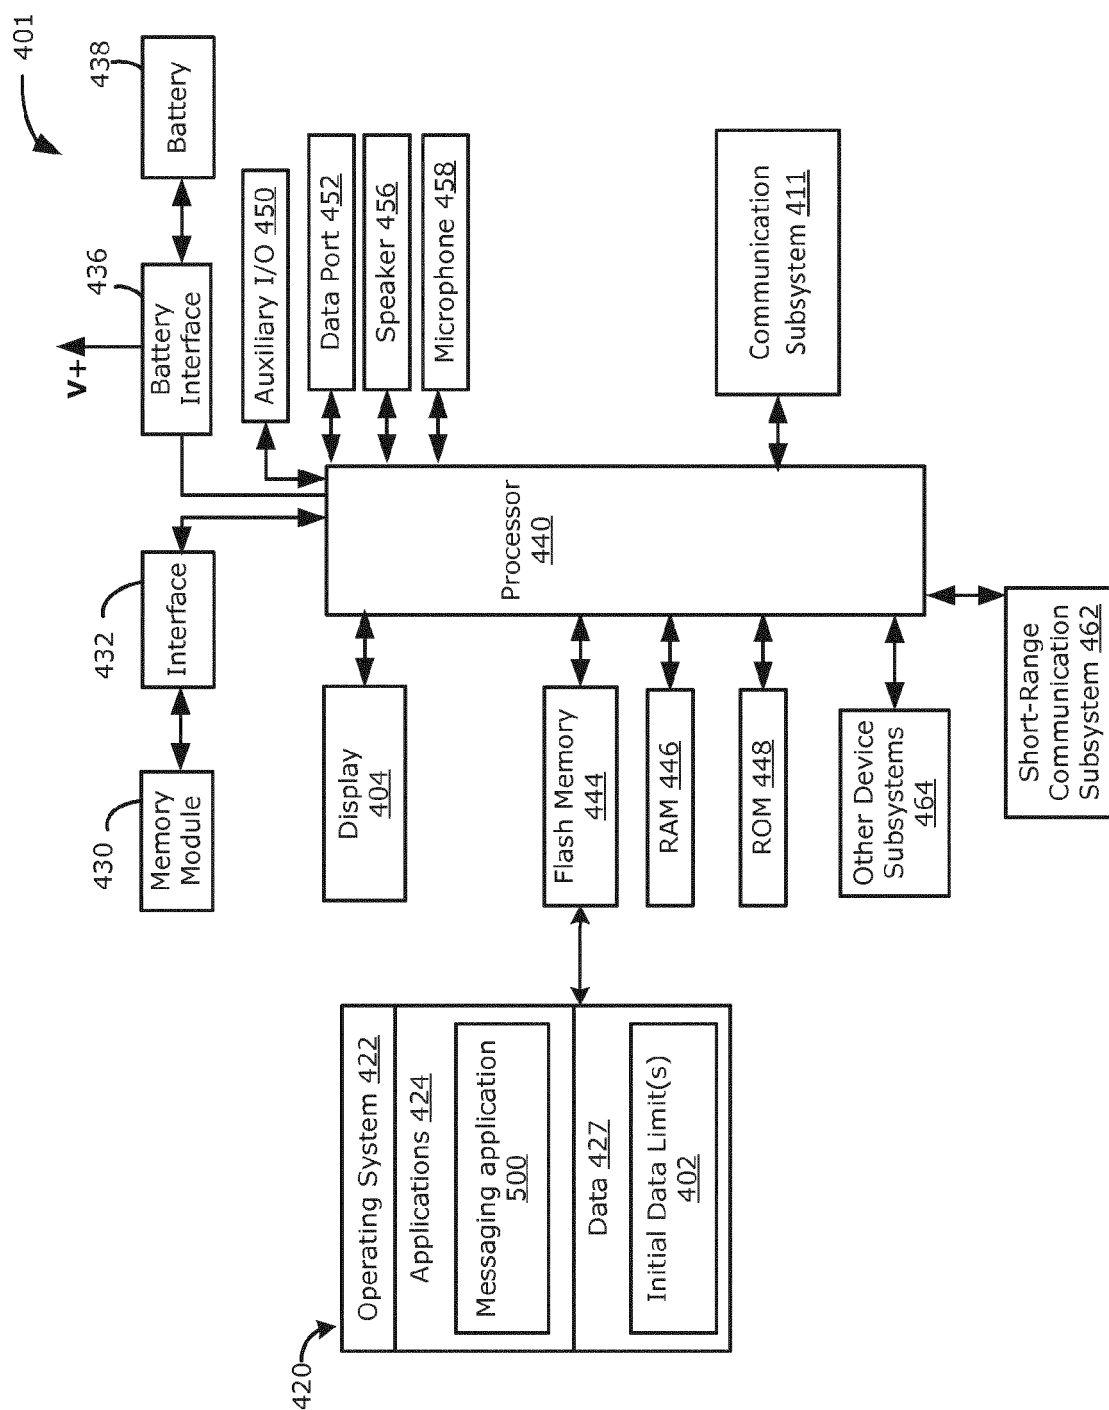 401
438
Battery
436
Battery
Interface
V+
432
Interface
430
Memory
Module
Auxiliary I/O 450
Data Port 452
Speaker 456
Microphone 458
Communication
Subsystem 411
Processor
440
Display
404
Flash Memory
444
RAM 446
ROM 448
Other Device
Subsystems
464
Short-Range
Communication
Subsystem 462
420
Operating System 422
Applications 424
Messaging application
500
Data 427
Initial Data Limit(s)
402